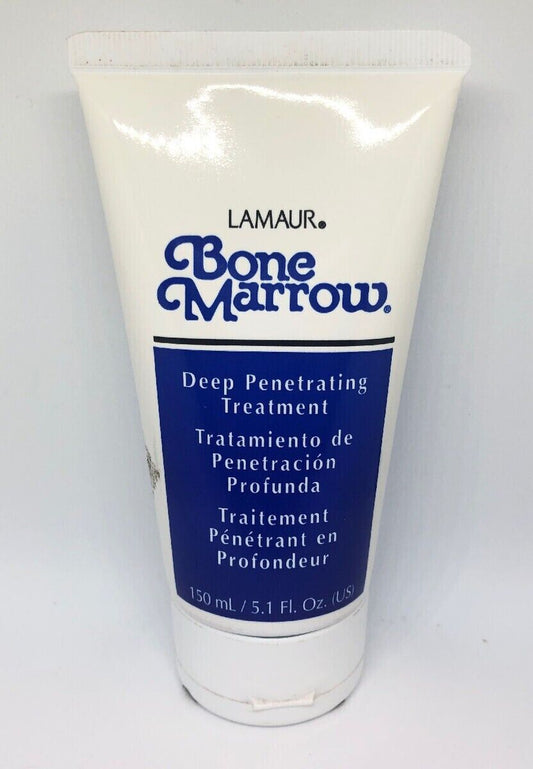 LAMAUR.
Bone
Marrow®
Deep Penetrating
Treatment
Tratamiento de
Penetración
Profunda
Traitement
Pénétrant en
Profondeur
150 mL / 5.1 Fl. Oz. (US)